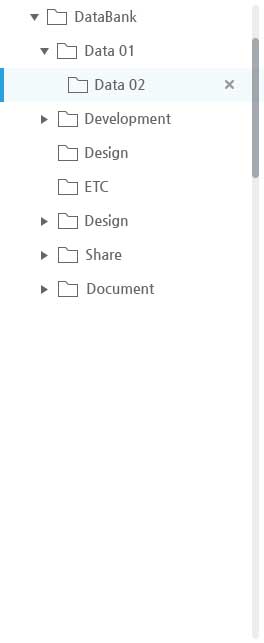 DataBank
Data 01
Data 02
Development
Design
ETC
Design
Share
Document